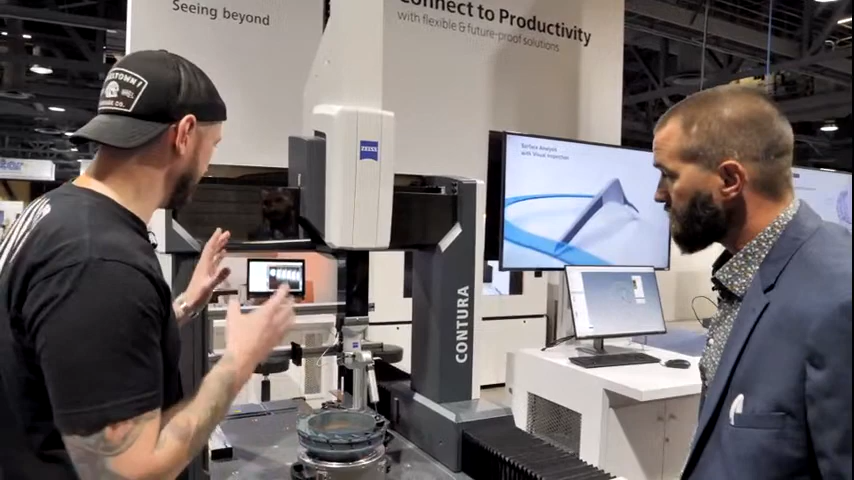 Seeing beyond
Connect to Productivity
with flexible & future-proof solutions
ZEISS
Surface Analysis
with Visual Inspection
CONTURA